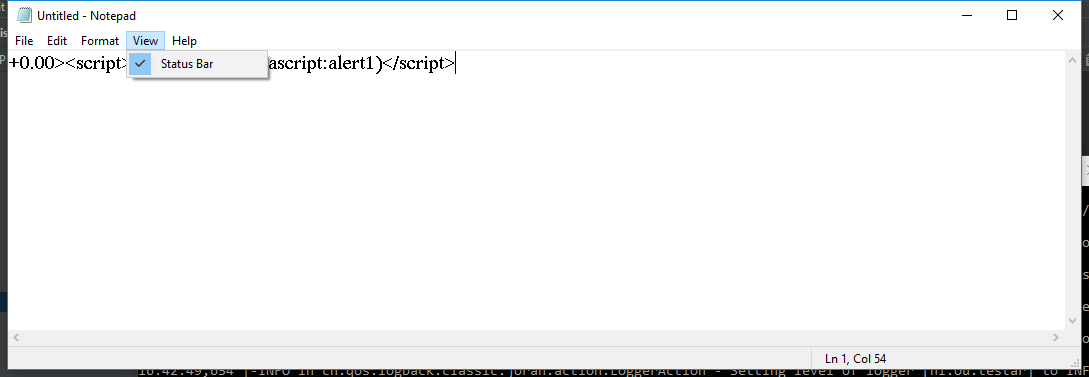 Untitled - Notepad
File Edit Format View Help
+0.00><script> ascript:alert1)</script>
Status Bar
Ln 1, Col 54
16:42:49,654 |-INFO in ch.qos.logback.classic.joran.action.LoggerAction - Setting level of logger [nl.ou.testar] to INF